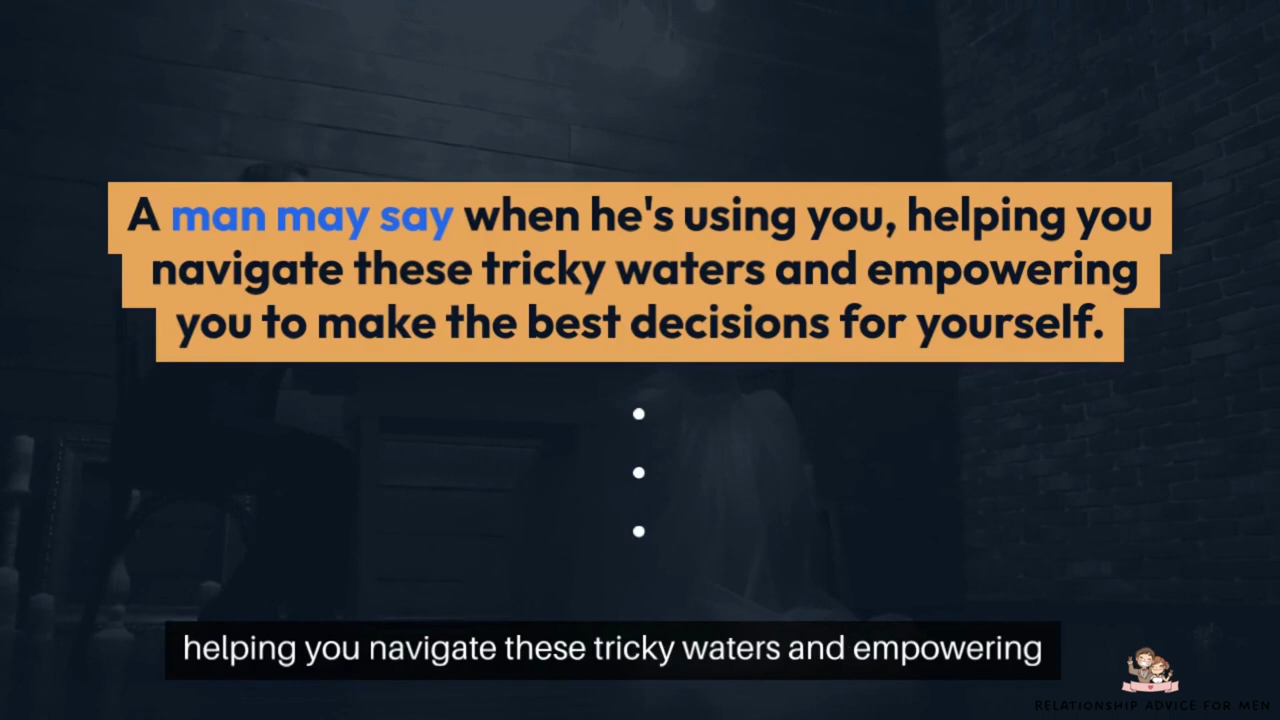 A man may say when he's using you, helping you
navigate these tricky waters and empowering
you to make the best decisions for yourself.
helping you navigate these tricky waters and empowering
RELATIONSHIP ADVICE FOR MEN